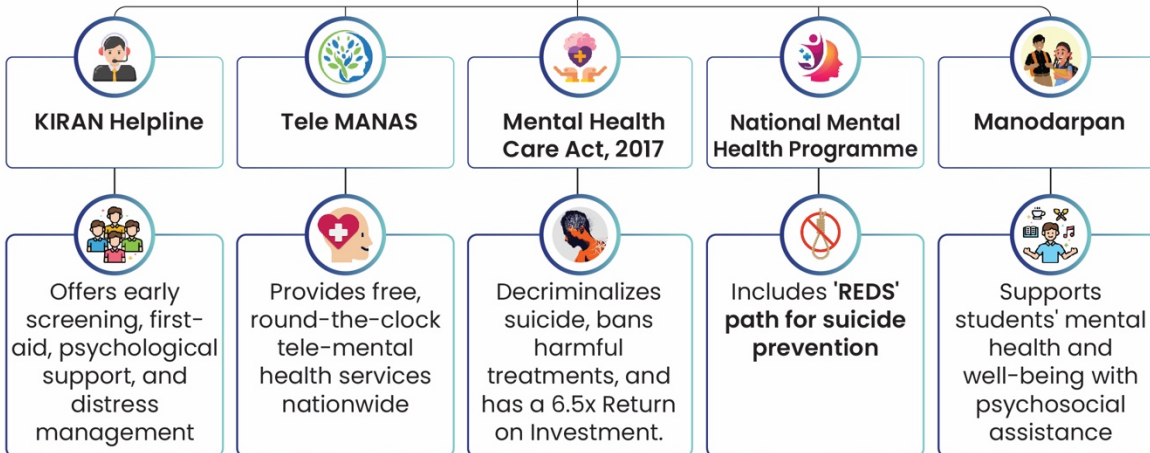 KIRAN Helpline
Tele MANAS
Mental Health
Care Act, 2017
National Mental
Health Programme
Manodarpan
Offers early
screening, first-
aid, psychological
support, and
distress
management
Provides free,
round-the-clock
tele-mental
health services
nationwide
Decriminalizes
suicide, bans
harmful
treatments, and
has a 6.5x Return
on Investment.
Includes 'REDS'
path for suicide
prevention
Supports
students' mental
health and
well-being with
psychosocial
assistance